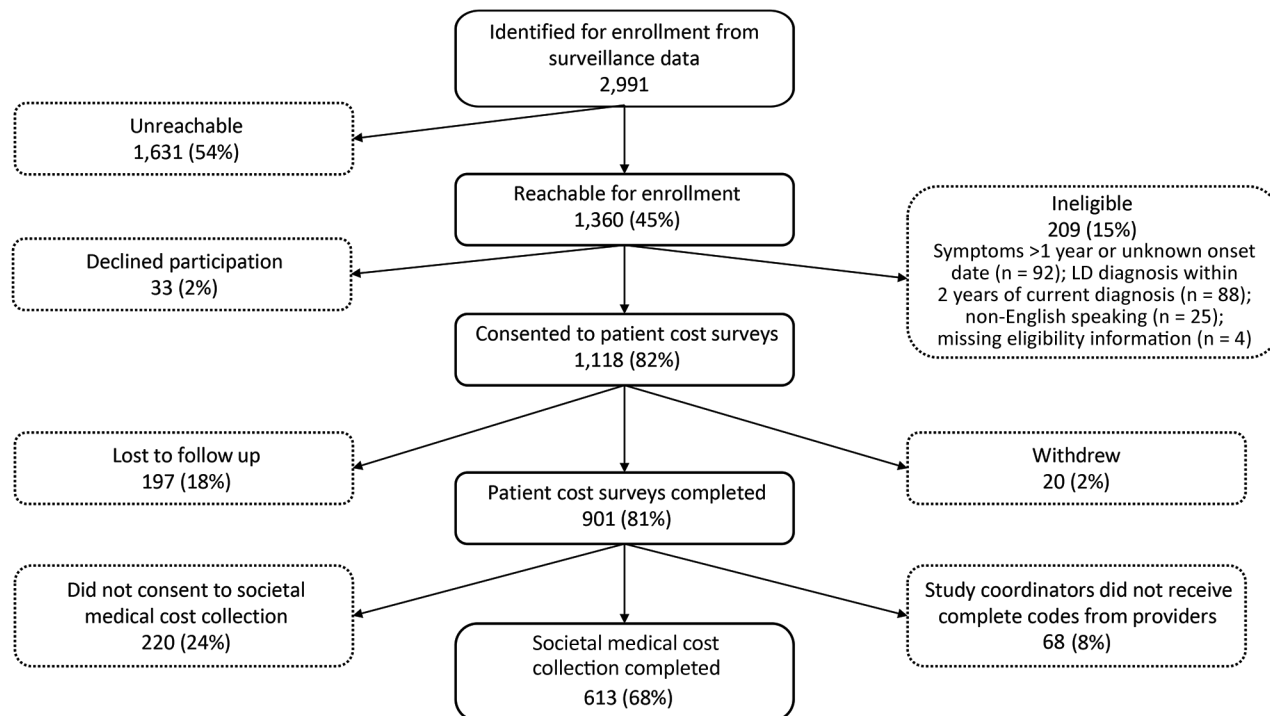 Identified for enrollment from
surveillance data
2,991
Unreachable
1,631 (54%)
Reachable for enrollment
1,360 (45%)
Ineligible
209 (15%)
Symptoms >1 year or unknown onset
date (n = 92); LD diagnosis within
2 years of current diagnosis (n = 88);
non-English speaking (n = 25);
missing eligibility information (n = 4)
Declined participation
33 (2%)
Consented to patient cost surveys
1,118 (82%)
Lost to follow up
197 (18%)
Withdrew
20 (2%)
Patient cost surveys completed
901 (81%)
Did not consent to societal
medical cost collection
220 (24%)
Study coordinators did not receive
complete codes from providers
68 (8%)
Societal medical cost
collection completed
613 (68%)